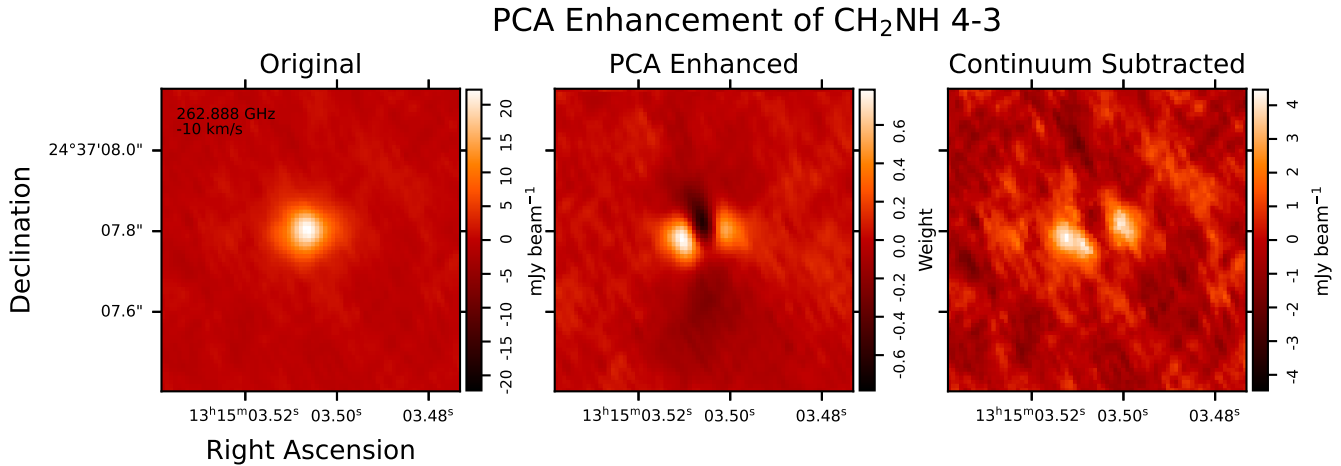 PCA Enhancement of CH₂NH 4-3
Original
PCA Enhanced
Continuum Subtracted
262.888 GHz
-10 km/s
Declination
24°37'08.0"
07.8"
07.6"
13ʰ15ᵐ03.52ˢ 03.50ˢ 03.48ˢ
Right Ascension
20
15
10
5
0
-5
-10
-15
-20
mJy beam⁻¹
13ʰ15ᵐ03.52ˢ 03.50ˢ 03.48ˢ
0.6
0.4
0.2
0.0
-0.2
-0.4
-0.6
Weight
13ʰ15ᵐ03.52ˢ 03.50ˢ 03.48ˢ
4
3
2
1
0
-1
-2
-3
-4
mJy beam⁻¹